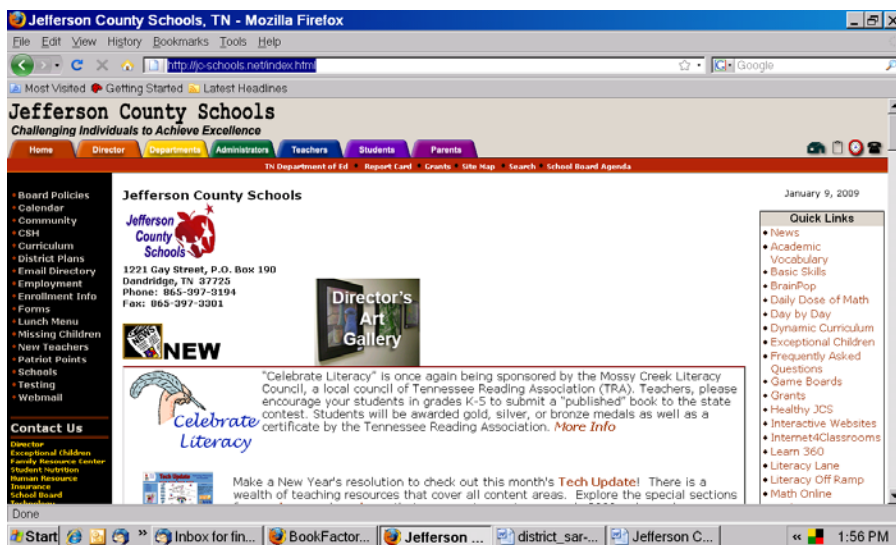 Jefferson County Schools, TN - Mozilla Firefox
File Edit View History Bookmarks Tools Help
http://jc-schools.net/index.html
Google
Most Visited Getting Started Latest Headlines
Jefferson County Schools
Challenging Individuals to Achieve Excellence
Home Director Departments Administrators Teachers Students Parents
TN Department of Ed • Report Card • Grants • Site Map • Search • School Board Agenda
• Board Policies
• Calendar
• Community
• CSH
• Curriculum
• District Plans
• Email Directory
• Employment
• Enrollment Info
• Forms
• Lunch Menu
• Missing Children
• New Teachers
• Patriot Points
• Schools
• Testing
• Webmail
Contact Us
Director
Exceptional Children
Family Resource Center
Student Nutrition
Human Resource
Insurance
School Board
Technology
Jefferson County Schools
Jefferson
County
Schools
1221 Gay Street, P.O. Box 190
Dandridge, TN 37725
Phone: 865-397-3194
Fax: 865-397-3301
Director's
Art
Gallery
NEWS
NEW
Celebrate
Literacy
"Celebrate Literacy" is once again being sponsored by the Mossy Creek Literacy
Council, a local council of Tennessee Reading Association (TRA). Teachers, please
encourage your students in grades K-5 to submit a "published" book to the state
contest. Students will be awarded gold, silver, or bronze medals as well as a
certificate by the Tennessee Reading Association. More Info
Tech Update
Make a New Year's resolution to check out this month's Tech Update! There is a
wealth of teaching resources that cover all content areas. Explore the special sections
January 9, 2009
Quick Links
• News
• Academic
Vocabulary
• Basic Skills
• BrainPop
• Daily Dose of Math
• Day by Day
• Dynamic Curriculum
• Exceptional Children
• Frequently Asked
Questions
• Game Boards
• Grants
• Healthy JCS
• Interactive Websites
• Internet4Classrooms
• Learn 360
• Literacy Lane
• Literacy Off Ramp
• Math Online
Done
Start » Inbox for fin... BookFactor... Jefferson ... district_sar-... Jefferson C... « 1:56 PM